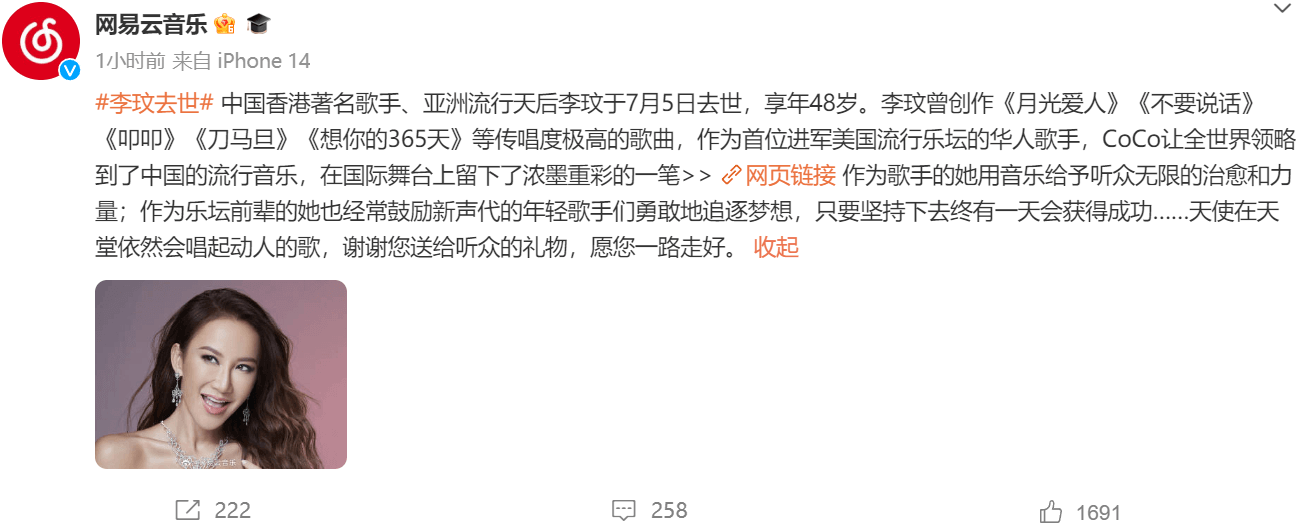 网易云音乐
1小时前 来自 iPhone 14
#李玟去世# 中国香港著名歌手、亚洲流行天后李玟于7月5日去世，享年48岁。李玟曾创作《月光爱人》《不要说话》
《叩叩》《刀马旦》《想你的365天》等传唱度极高的歌曲，作为首位进军美国流行乐坛的华人歌手，CoCo让全世界领略
到了中国的流行音乐，在国际舞台上留下了浓墨重彩的一笔>> 网页链接 作为歌手的她用音乐给予听众无限的治愈和力
量；作为乐坛前辈的她也经常鼓励新声代的年轻歌手们勇敢地追逐梦想，只要坚持下去终有一天会获得成功......天使在天
堂依然会唱起动人的歌，谢谢您送给听众的礼物，愿您一路走好。 收起
222
258
1691